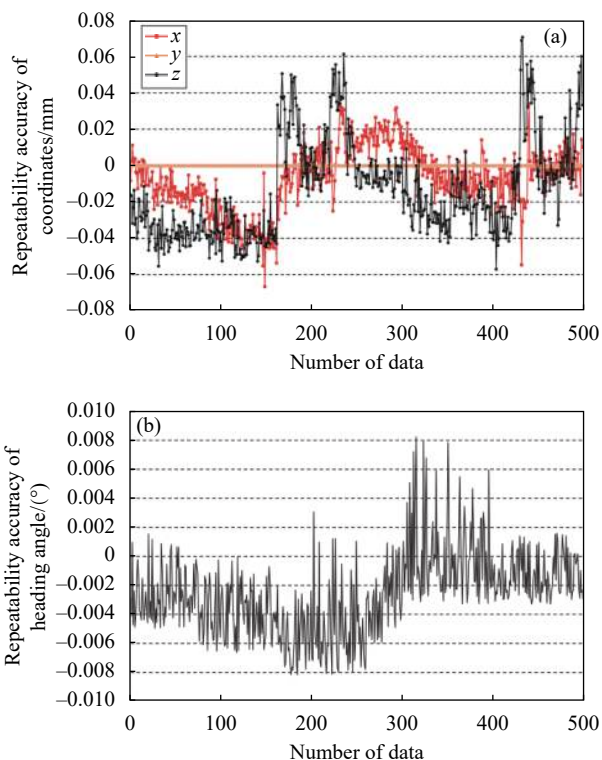 (a)
x
y
z
0.08
0.06
0.04
0.02
0
–0.02
–0.04
–0.06
–0.08
Repeatability accuracy of
coordinates/mm
0 100 200 300 400 500
Number of data
(b)
0.010
0.008
0.006
0.004
0.002
0
–0.002
–0.004
–0.006
–0.008
–0.010
Repeatability accuracy of
heading angle/(°)
0 100 200 300 400 500
Number of data